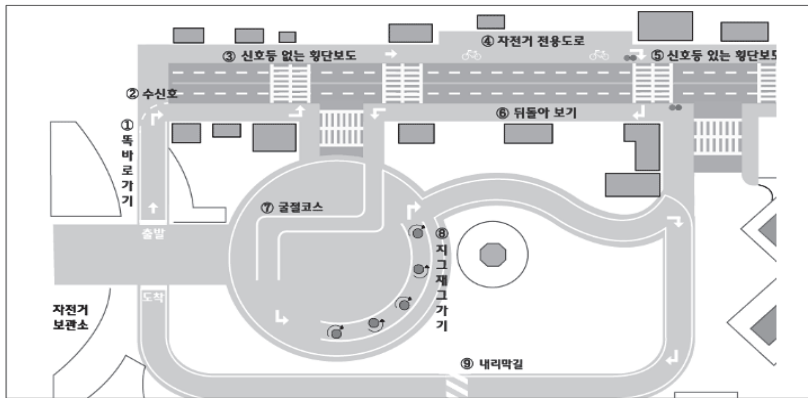 ③ 신호등 없는 횡단보도
④ 자전거 전용도로
⑤ 신호등 있는 횡단보도
② 수신호
⑥ 뒤돌아 보기
① 똑바로가기
⑦ 굴절코스
⑧ 지그재그가기
출발
도착
자전거
보관소
⑨ 내리막길